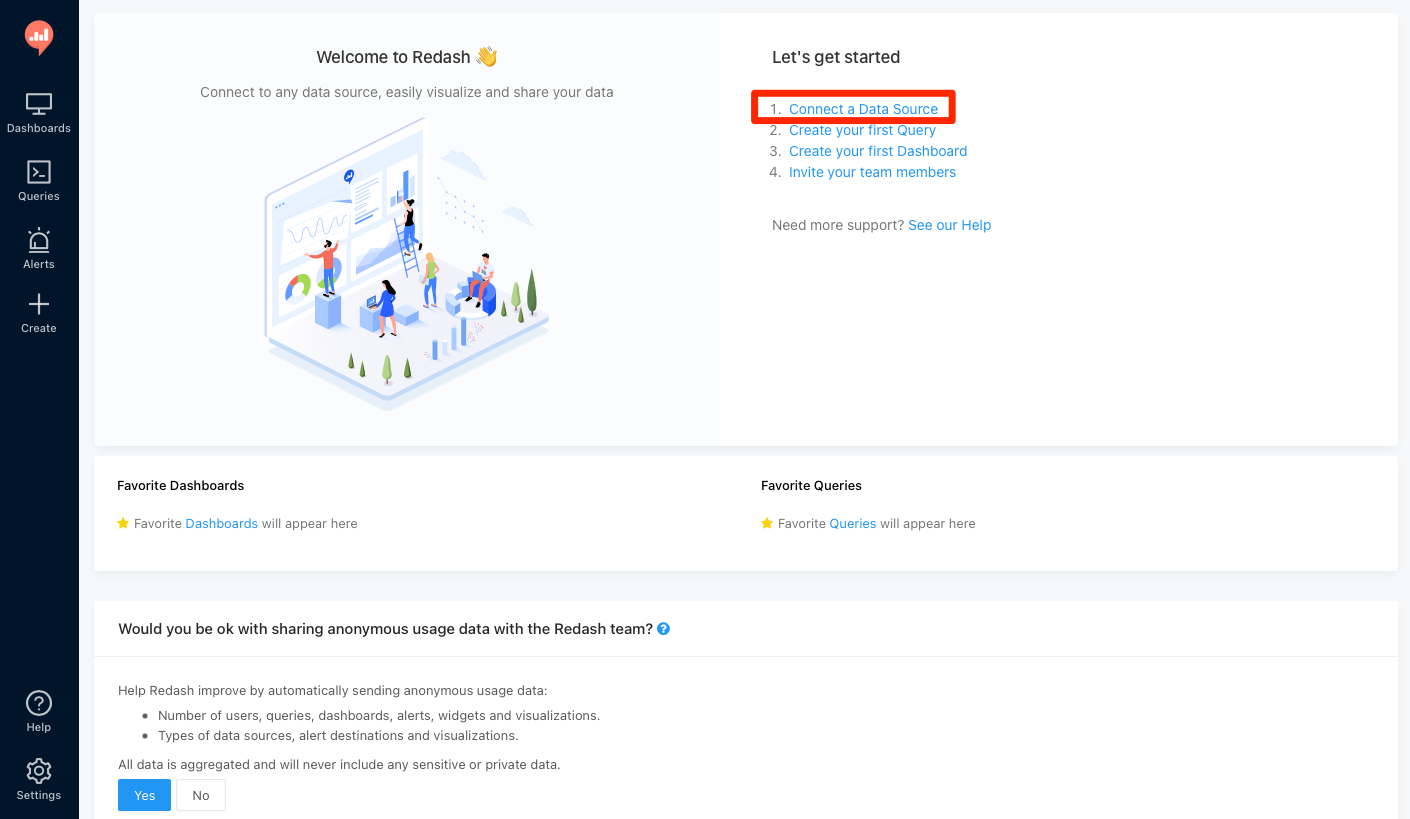 Dashboards
Queries
Alerts
Create
Help
Settings
Welcome to Redash 👋
Connect to any data source, easily visualize and share your data
Let's get started
1. Connect a Data Source
2. Create your first Query
3. Create your first Dashboard
4. Invite your team members
Need more support? See our Help
Favorite Dashboards
Favorite Dashboards will appear here
Favorite Queries
Favorite Queries will appear here
Would you be ok with sharing anonymous usage data with the Redash team?
Help Redash improve by automatically sending anonymous usage data:
• Number of users, queries, dashboards, alerts, widgets and visualizations.
• Types of data sources, alert destinations and visualizations.
All data is aggregated and will never include any sensitive or private data.
Yes
No